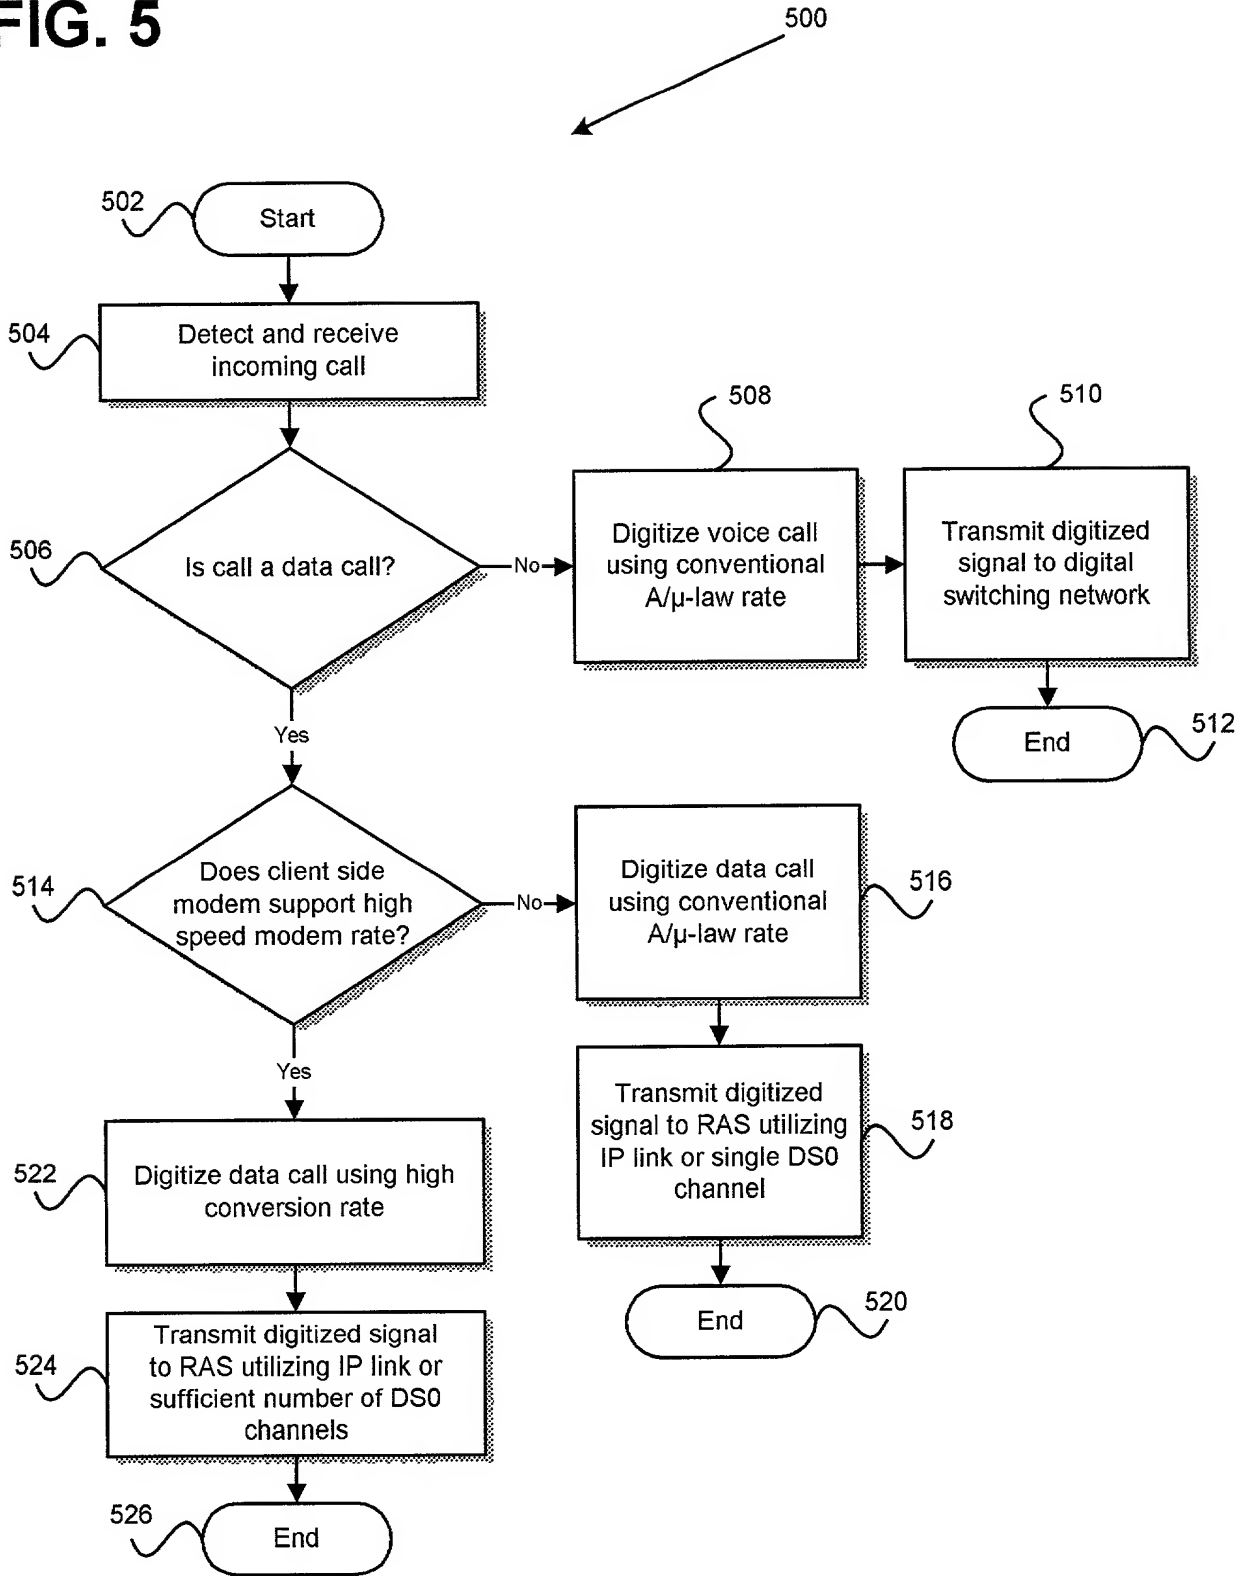 FIG. 5
500
502
Start
504
Detect and receive
incoming call
506
Is call a data call?
No
508
Digitize voice call
using conventional
A/µ-law rate
510
Transmit digitized
signal to digital
switching network
End
512
Yes
514
Does client side
modem support high
speed modem rate?
No
Digitize data call
using conventional
A/µ-law rate
516
Transmit digitized
signal to RAS utilizing
IP link or single DS0
channel
518
End
520
Yes
522
Digitize data call using high
conversion rate
524
Transmit digitized signal
to RAS utilizing IP link or
sufficient number of DS0
channels
526
End